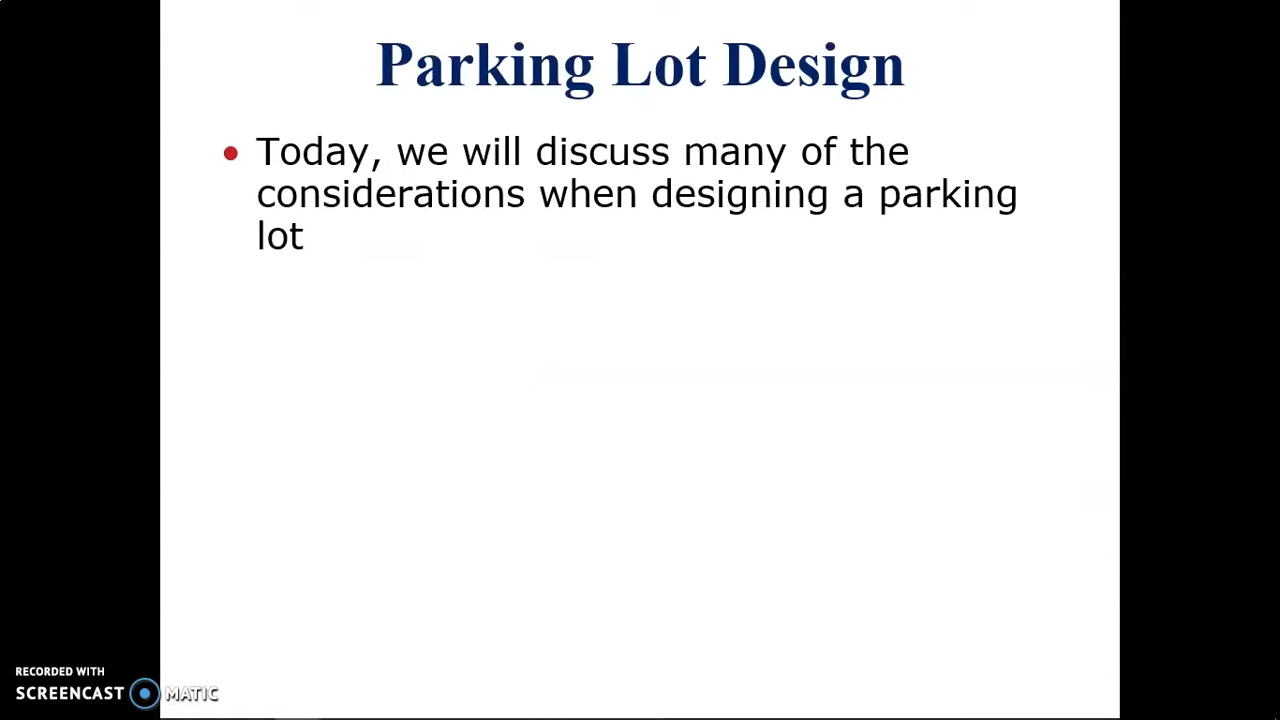 Parking Lot Design
• Today, we will discuss many of the
considerations when designing a parking
lot
RECORDED WITH
SCREENCAST MATIC